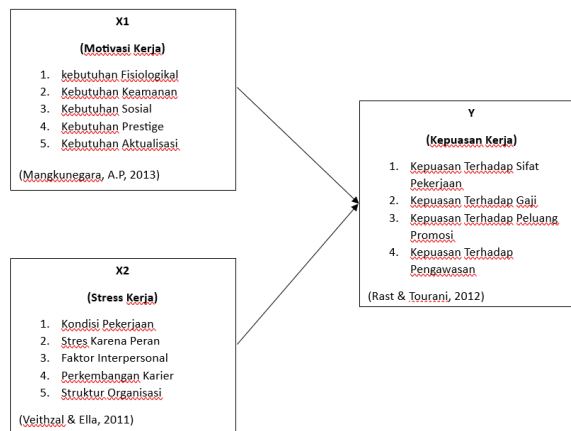 X1
(Motivasi Kerja)
1. kebutuhan Fisiologikal
2. Kebutuhan Keamanan
3. Kebutuhan Sosial
4. Kebutuhan Prestige
5. Kebutuhan Aktualisasi
(Mangkunegara, A.P, 2013)
X2
(Stress Kerja)
1. Kondisi Pekerjaan
2. Stres Karena Peran
3. Faktor Interpersonal
4. Perkembangan Karier
5. Struktur Organisasi
(Veithzal & Ella, 2011)
Y
(Kepuasan Kerja)
1. Kepuasan Terhadap Sifat
Pekerjaan
2. Kepuasan Terhadap Gaji
3. Kepuasan Terhadap Peluang
Promosi
4. Kepuasan Terhadap
Pengawasan
(Rast & Tourani, 2012)